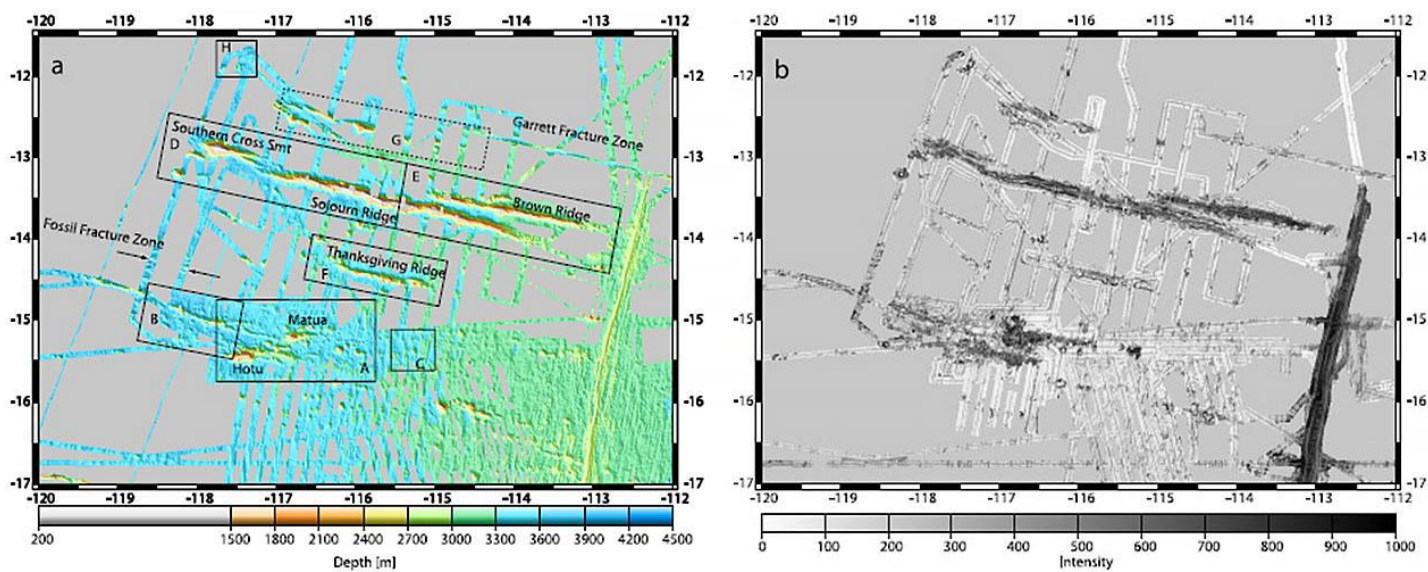 -120 -119 -118 -117 -116 -115 -114 -113 -112
a
H
-12
-12
Garrett Fracture Zone
G
-13
Southern Cross Smt
-13
D
E
Brown Ridge
Sojourn Ridge
-14
Fossil Fracture Zone
-14
Thanksgiving Ridge
F
-15
B
Matua
-15
C
Hotu
A
-16
-16
-17
-17
-120 -119 -118 -117 -116 -115 -114 -113 -112
200 1500 1800 2100 2400 2700 3000 3300 3600 3900 4200 4500
Depth [m]
-120 -119 -118 -117 -116 -115 -114 -113 -112
b
-12
-12
-13
-13
-14
-14
-15
-15
-16
-16
-17
-17
-120 -119 -118 -117 -116 -115 -114 -113 -112
0 100 200 300 400 500 600 700 800 900 1000
Intensity